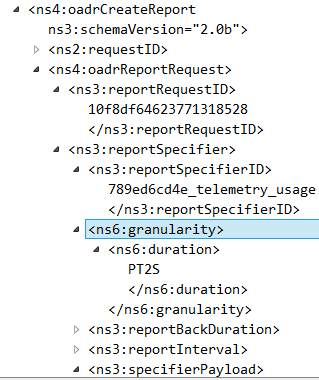 <ns4:oadrCreateReport
ns3:schemaVersion="2.0b">
<ns2:requestID>
<ns4:oadrReportRequest>
<ns3:reportRequestID>
10f8df64623771318528
</ns3:reportRequestID>
<ns3:reportSpecifier>
<ns3:reportSpecifierID>
789ed6cd4e_telemetry_usage
</ns3:reportSpecifierID>
<ns6:granularity>
<ns6:duration>
PT2S
</ns6:duration>
</ns6:granularity>
<ns3:reportBackDuration>
<ns3:reportInterval>
<ns3:specifierPayload>